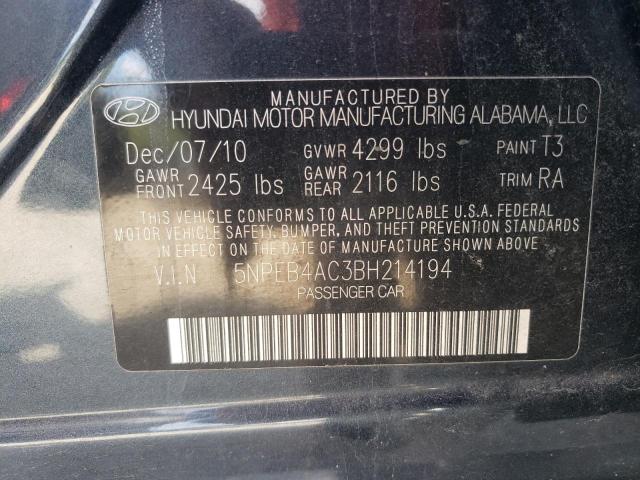 MANUFACTURED BY
HYUNDAI MOTOR MANUFACTURING ALABAMA, LLC
Dec/07/10 GVWR 4299 lbs PAINT T3
GAWR FRONT 2425 lbs GAWR REAR 2116 lbs TRIM RA
THIS VEHICLE CONFORMS TO ALL APPLICABLE U.S.A. FEDERAL
MOTOR VEHICLE SAFETY, BUMPER, AND THEFT PREVENTION STANDARDS
IN EFFECT ON THE DATE OF MANUFACTURE SHOWN ABOVE.
V.I.N 5NPEB4AC3BH214194
PASSENGER CAR